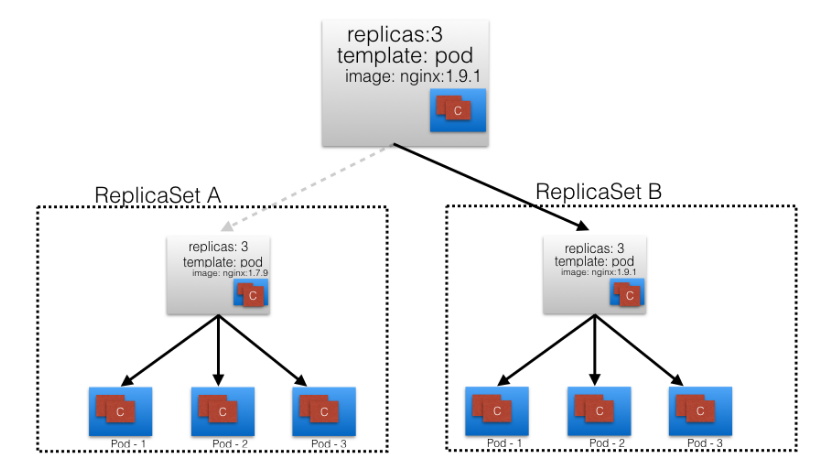 replicas:3
template: pod
image: nginx:1.9.1
C
ReplicaSet A
ReplicaSet B
replicas: 3
template: pod
image: nginx:1.7.9
C
replicas: 3
template: pod
image: nginx:1.9.1
C
C
C
C
C
C
C
Pod - 1
Pod - 2
Pod - 3
Pod - 1
Pod - 2
Pod - 3